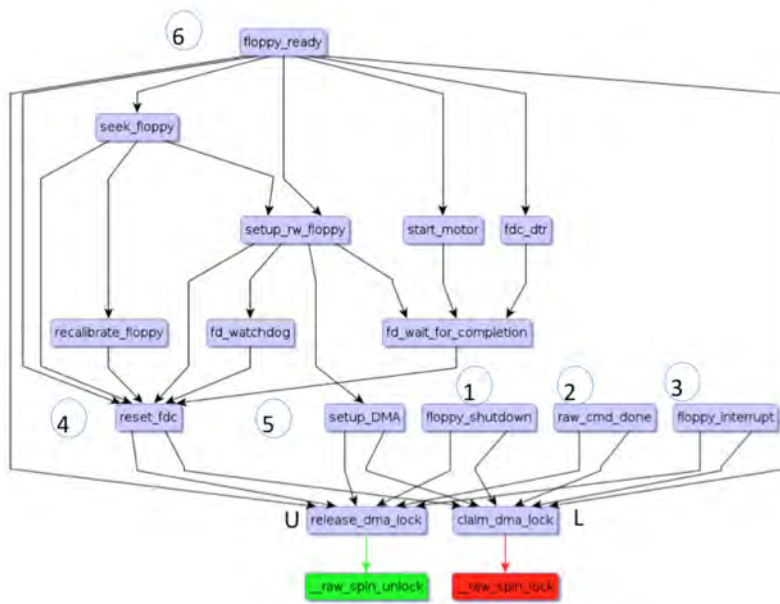 6
floppy_ready
seek_floppy
setup_rw_floppy
start_motor
fdc_dtr
recalibrate_floppy
fd_watchdog
fd_wait_for_completion
1
2
3
4
reset_fdc
5
setup_DMA
floppy_shutdown
raw_cmd_done
floppy_interrupt
U
release_dma_lock
claim_dma_lock
L
__raw_spin_unlock
__raw_spin_lock